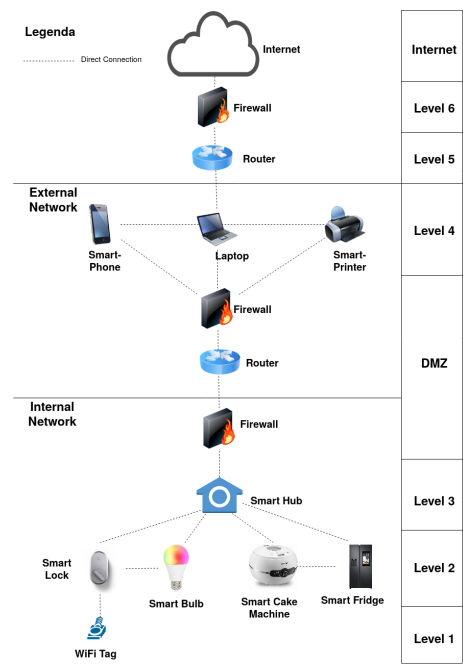 Legenda
Direct Connection
Internet
Internet
Firewall
Level 6
Router
Level 5
External
Network
Smart-
Phone
Laptop
Smart-
Printer
Level 4
Firewall
Router
DMZ
Internal
Network
Firewall
Smart Hub
Level 3
Smart
Lock
Smart Bulb
Smart Cake
Machine
Smart Fridge
Level 2
WiFi Tag
Level 1